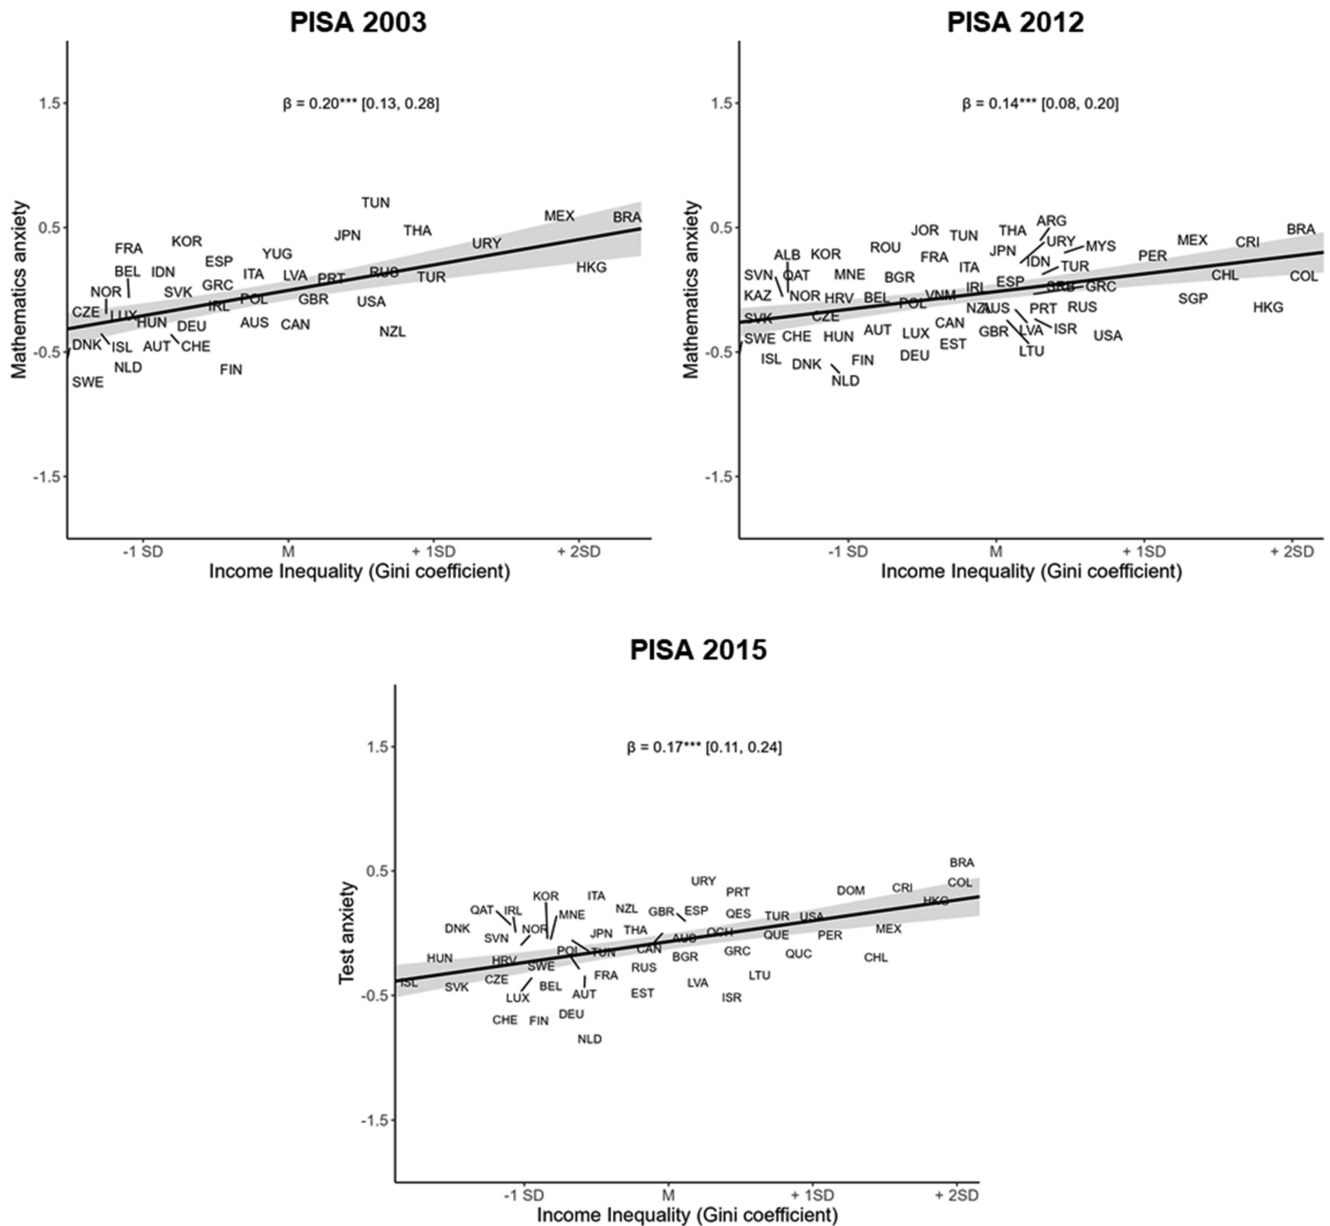 PISA 2003
β = 0.20*** [0.13, 0.28]
Mathematics anxiety
1.5
0.5
-0.5
-1.5
TUN
MEX
BRA
THA
JPN
KOR
URY
FRA
YUG
ESP
HKG
BEL
IDN
ITA
LVA
PRT
RUS
TUR
NOR
SVK
GRC
CZE
LUX
IRL
POL
GBR
USA
HUN
DEU
AUS
CAN
NZL
DNK
ISL
AUT
CHE
NLD
FIN
SWE
-1 SD
M
+ 1SD
+ 2SD
Income Inequality (Gini coefficient)
PISA 2012
β = 0.14*** [0.08, 0.20]
Mathematics anxiety
1.5
0.5
-0.5
-1.5
ARG
JOR
TUN
THA
BRA
ROU
URY
MYS
MEX
CRI
ALB
KOR
FRA
JPN
PER
SVN
QAT
MNE
BGR
ITA
IDN
TUR
CHL
COL
KAZ
NOR
HRV
BEL
POL
VNM
IRL
ESP
SRB
GRC
SGP
SVK
CZE
NZL
AUS
PRT
RUS
HKG
SWE
CHE
HUN
AUT
LUX
CAN
GBR
LVA
ISR
USA
ISL
DNK
FIN
DEU
EST
LTU
NLD
-1 SD
M
+ 1SD
+ 2SD
Income Inequality (Gini coefficient)
PISA 2015
β = 0.17*** [0.11, 0.24]
Test anxiety
1.5
0.5
-0.5
-1.5
BRA
URY
COL
KOR
ITA
PRT
DOM
CRI
HKG
QAT
IRL
MNE
NZL
GBR
ESP
QES
TUR
USA
DNK
SVN
NOR
JPN
THA
AUS
OCH
QUE
PER
MEX
HUN
HRV
SWE
POL
TUN
CAN
BGR
GRC
QUC
CHL
ISL
SVK
CZE
LUX
BEL
AUT
FRA
RUS
EST
LVA
LTU
ISR
CHE
FIN
DEU
NLD
-1 SD
M
+ 1SD
+ 2SD
Income Inequality (Gini coefficient)